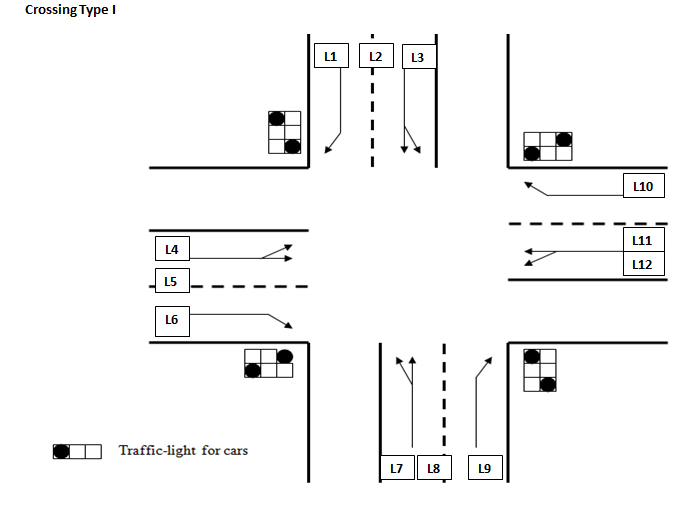 Crossing Type I
L1 L2 L3
L10
L4
L11
L5
L12
L6
Traffic-light for cars
L7 L8 L9